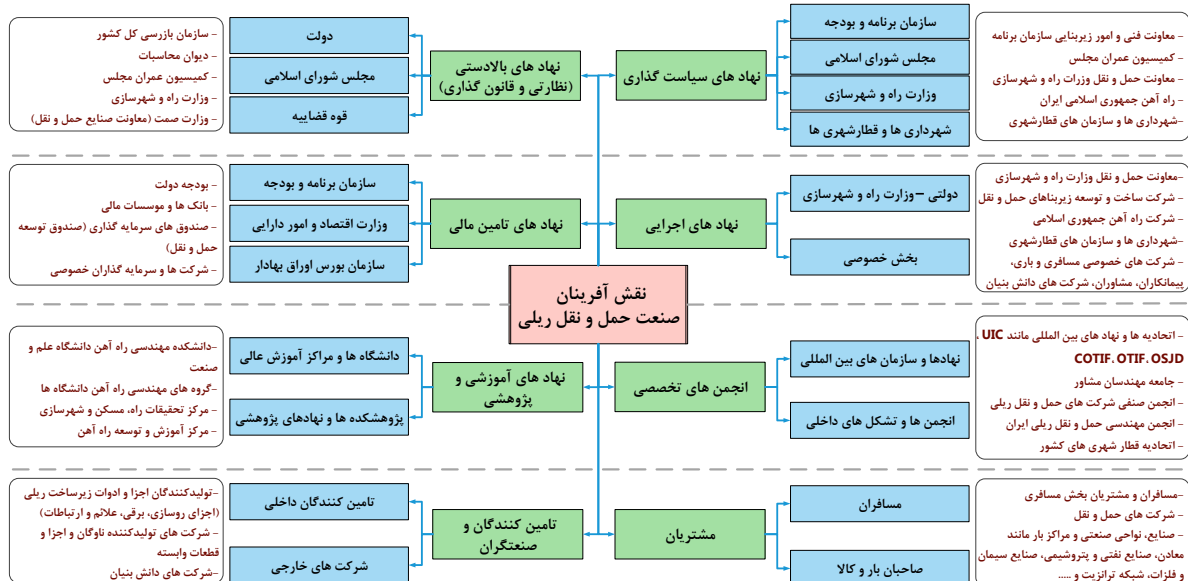 نقش آفرینان
صنعت حمل و نقل ریلی
نهاد های سیاست گذاری
سازمان برنامه و بودجه
مجلس شورای اسلامی
وزارت راه و شهرسازی
شهرداری ها و قطارشهری ها
– معاونت فنی و امور زیربنایی سازمان برنامه
– کمیسیون عمران مجلس
– معاونت حمل و نقل وزرات راه و شهرسازی
– راه آهن جمهوری اسلامی ایران
–شهرداری ها و سازمان های قطارشهری
نهاد های بالادستی
(نظارتی و قانون گذاری)
دولت
مجلس شورای اسلامی
قوه قضاییه
– سازمان بازرسی کل کشور
– دیوان محاسبات
– کمیسیون عمران مجلس
– وزارت راه و شهرسازی
– وزارت صمت (معاونت صنایع حمل و نقل)
نهاد های اجرایی
دولتی – وزارت راه و شهرسازی
بخش خصوصی
–معاونت حمل و نقل وزارت راه و شهرسازی
– شرکت ساخت و توسعه زیربناهای حمل و نقل
– شرکت راه آهن جمهوری اسلامی
–شهرداری ها و سازمان های قطارشهری
– شرکت های خصوصی مسافری و باری،
پیمانکاران، مشاوران، شرکت های دانش بنیان
نهاد های تامین مالی
سازمان برنامه و بودجه
وزارت اقتصاد و امور دارایی
سازمان بورس اوراق بهادار
– بودجه دولت
– بانک ها و موسسات مالی
– صندوق های سرمایه گذاری (صندوق توسعه
حمل و نقل)
– شرکت ها و سرمایه گذاران خصوصی
انجمن های تخصصی
نهادها و سازمان های بین المللی
انجمن ها و تشکل های داخلی
– اتحادیه ها و نهاد های بین المللی مانند UIC ،
COTIF، OTIF، OSJD
– جامعه مهندسان مشاور
– انجمن صنفی شرکت های حمل و نقل ریلی
– انجمن مهندسی حمل و نقل ریلی ایران
– اتحادیه قطار شهری های کشور
نهاد های آموزشی و
پژوهشی
دانشگاه ها و مراکز آموزش عالی
پژوهشکده ها و نهادهای پژوهشی
–دانشکده مهندسی راه آهن دانشگاه علم و
صنعت
–گروه های مهندسی راه آهن دانشگاه ها
– مرکز تحقیقات راه، مسکن و شهرسازی
– مرکز آموزش و توسعه راه آهن
مشتریان
مسافران
صاحبان بار و کالا
–مسافران و مشتریان بخش مسافری
– شرکت های حمل و نقل
– صنایع، نواحی صنعتی و مراکز بار مانند
معادن، صنایع نفتی و پتروشیمی، صنایع سیمان
و فلزات، شبکه ترانزیت و .....
تامین کنندگان و
صنعتگران
تامین کنندگان داخلی
شرکت های خارجی
–تولیدکنندگان اجزا و ادوات زیرساخت ریلی
(اجزای روسازی، برقی، علائم و ارتباطات)
– شرکت های تولیدکننده ناوگان و اجزا و
قطعات وابسته
–شرکت های دانش بنیان